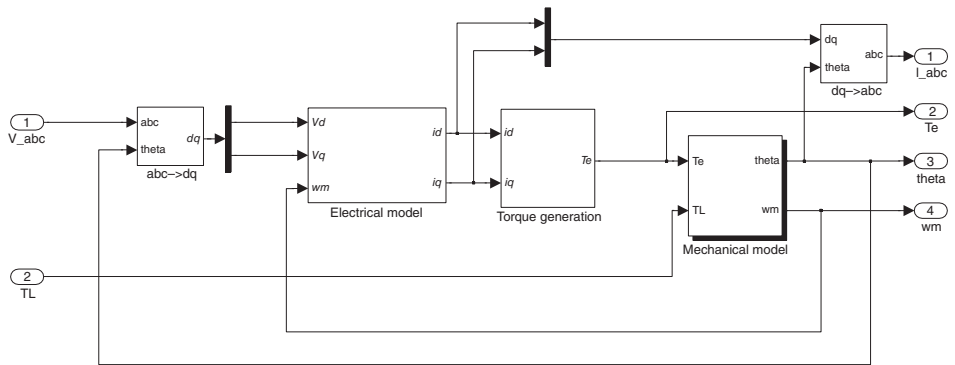 1
V_abc
abc
theta
dq
abc–>dq
Vd
Vq
wm
id
iq
Electrical model
id
iq
Te
Torque generation
Te
TL
theta
wm
Mechanical model
dq
theta
abc
dq–>abc
1
I_abc
2
Te
3
theta
4
wm
2
TL